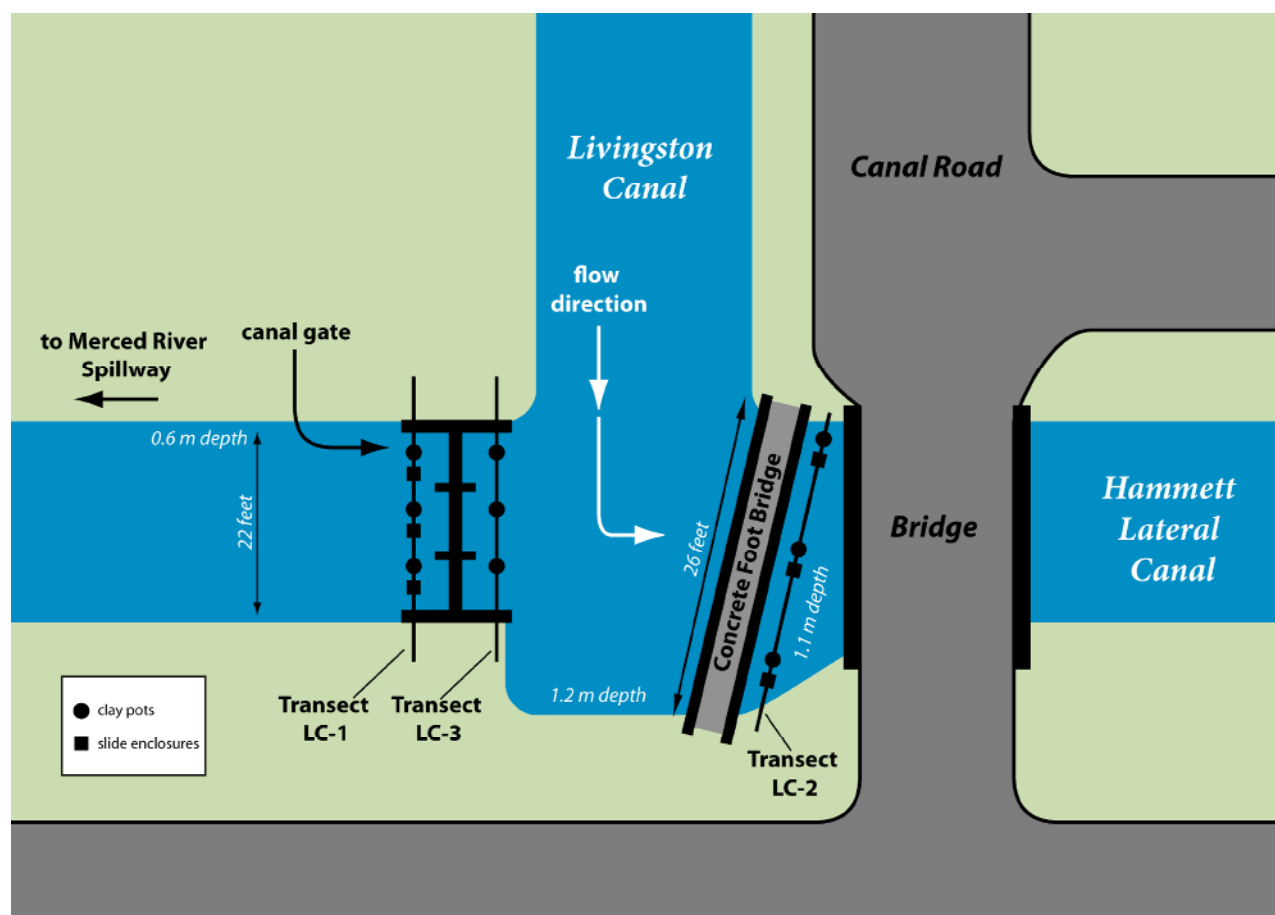 Livingston
Canal
Canal Road
flow
direction
to Merced River
Spillway
canal gate
0.6 m depth
22 feet
26 feet
Concrete Foot Bridge
1.1 m depth
Bridge
Hammett
Lateral
Canal
1.2 m depth
Transect
LC-1
Transect
LC-3
Transect
LC-2
clay pots
slide enclosures